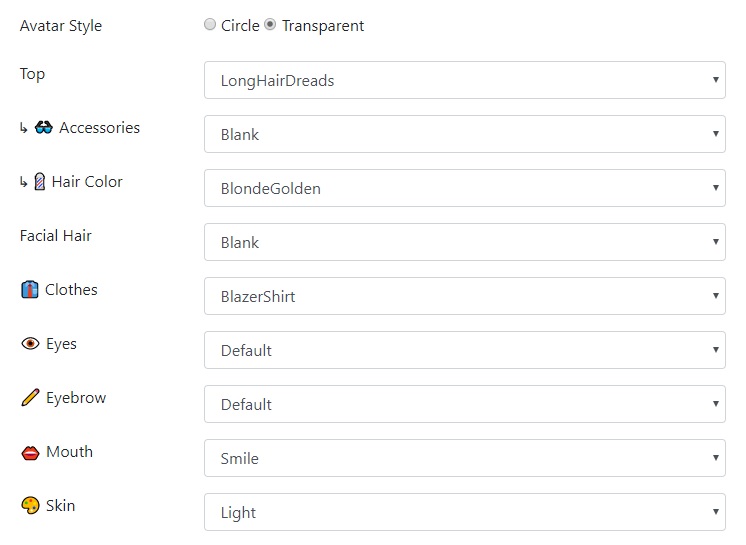 Avatar Style Circle Transparent
Top LongHairDreads
↳ Accessories Blank
↳ Hair Color BlondeGolden
Facial Hair Blank
Clothes BlazerShirt
Eyes Default
Eyebrow Default
Mouth Smile
Skin Light